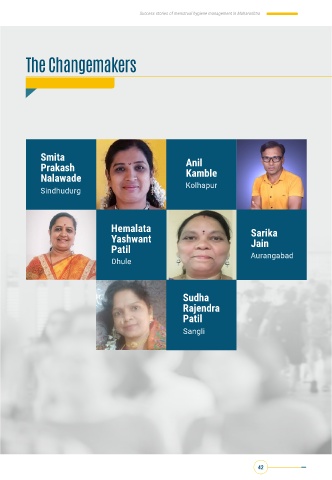 Success stories of menstrual hygiene management in Maharashtra
The Changemakers
Smita
Prakash
Nalawade
Sindhudurg
Anil
Kamble
Kolhapur
Hemalata
Yashwant
Patil
Dhule
Sarika
Jain
Aurangabad
Sudha
Rajendra
Patil
Sangli
42